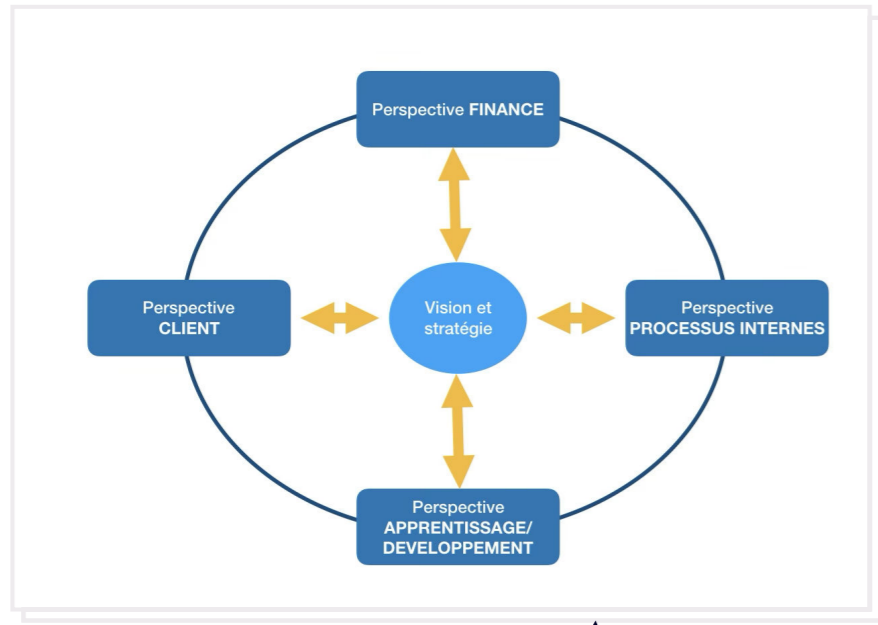 Perspective FINANCE
Perspective
CLIENT
Vision et
stratégie
Perspective
PROCESSUS INTERNES
Perspective
APPRENTISSAGE/
DEVELOPPEMENT